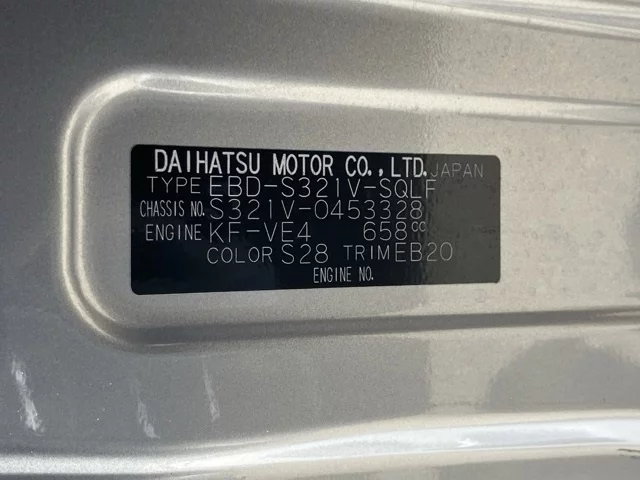 DAIHATSU MOTOR CO.,LTD. JAPAN
TYPE EBD-S321V-SQLF
CHASSIS NO. S321V-0453328
ENGINE KF-VE4 658CC
COLOR S28 TRIM EB20
ENGINE NO.